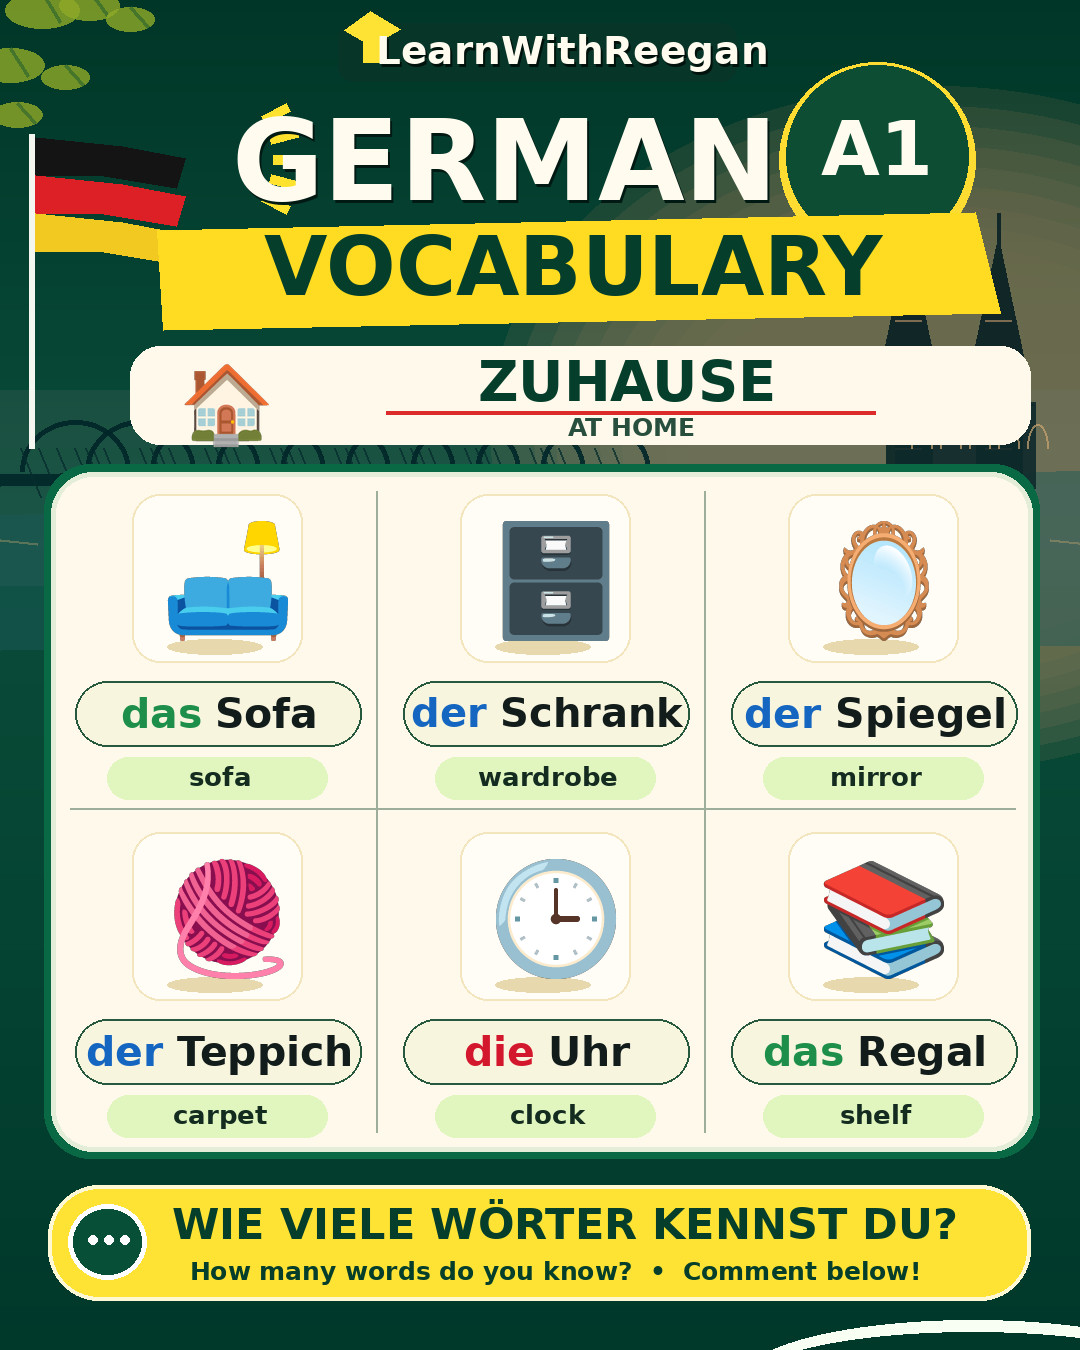 LearnWithReegan
GERMAN
A1
VOCABULARY
ZUHAUSE
AT HOME
das Sofa
sofa
der Schrank
wardrobe
der Spiegel
mirror
der Teppich
carpet
die Uhr
clock
das Regal
shelf
WIE VIELE WÖRTER KENNST DU?
How many words do you know? • Comment below!